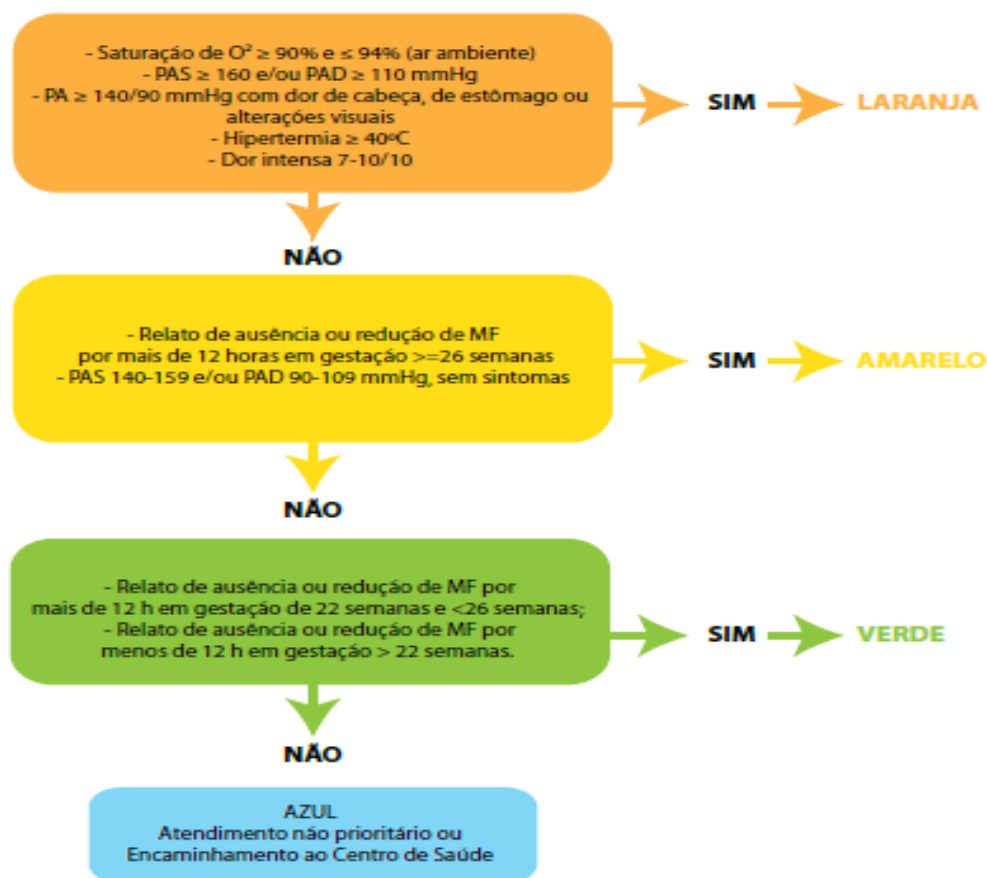 - Saturação de O² ≥ 90% e ≤ 94% (ar ambiente)
- PAS ≥ 160 e/ou PAD ≥ 110 mmHg
- PA ≥ 140/90 mmHg com dor de cabeça, de estômago ou
alterações visuais
- Hipertermia ≥ 40ºC
- Dor intensa 7-10/10
SIM
LARANJA
NÃO
- Relato de ausência ou redução de MF
por mais de 12 horas em gestação >=26 semanas
- PAS 140-159 e/ou PAD 90-109 mmHg, sem sintomas
SIM
AMARELO
NÃO
- Relato de ausência ou redução de MF por
mais de 12 h em gestação de 22 semanas e <26 semanas;
- Relato de ausência ou redução de MF por
menos de 12 h em gestação > 22 semanas.
SIM
VERDE
NÃO
AZUL
Atendimento não prioritário ou
Encaminhamento ao Centro de Saúde